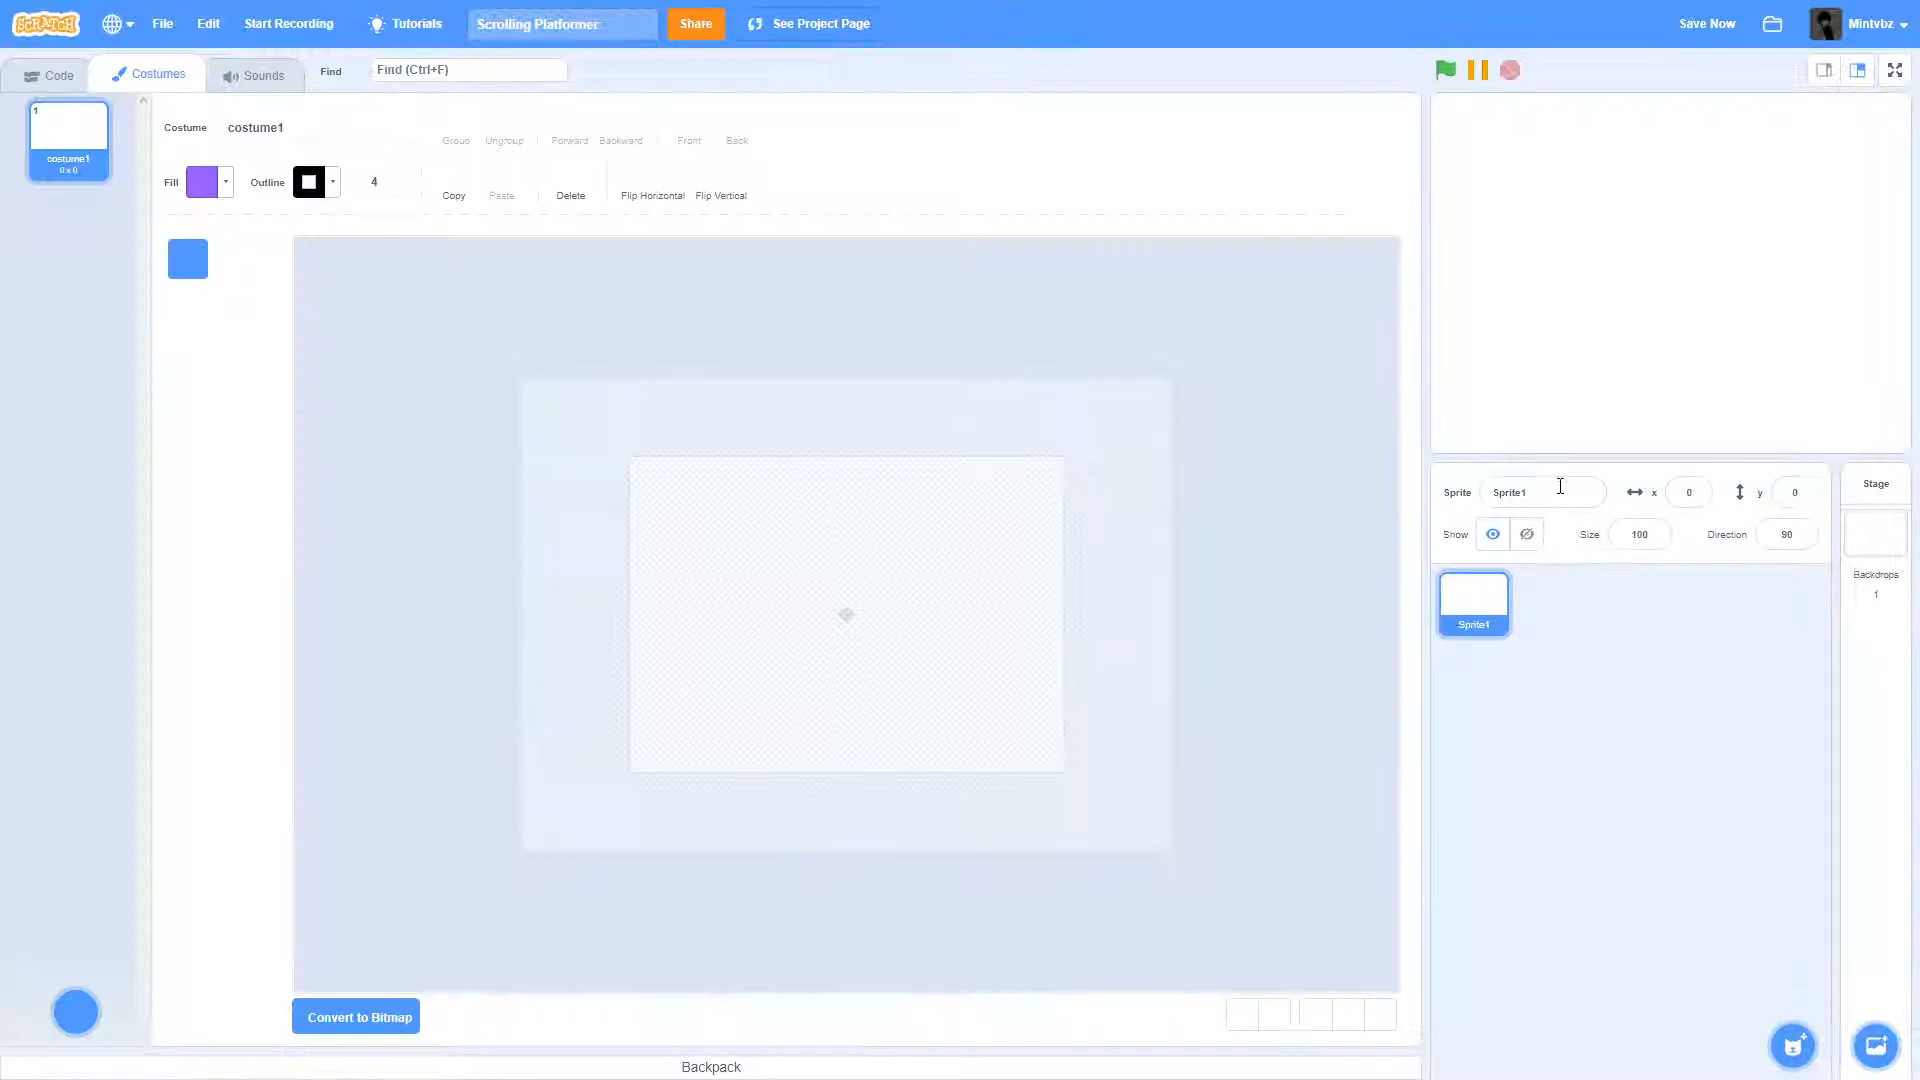 SCRATCH File Edit Start Recording Tutorials Scrolling Platformer Share See Project Page Save Now Mintvbz
Code Costumes Sounds Find Find (Ctrl+F)
1
costume1
0 x 0
Costume costume1
Group Ungroup Forward Backward Front Back
Fill Outline 4
Copy Paste Delete Flip Horizontal Flip Vertical
Convert to Bitmap
Backpack
Sprite Sprite1 x 0 y 0
Show Size 100 Direction 90
Sprite1
Stage
Backdrops
1